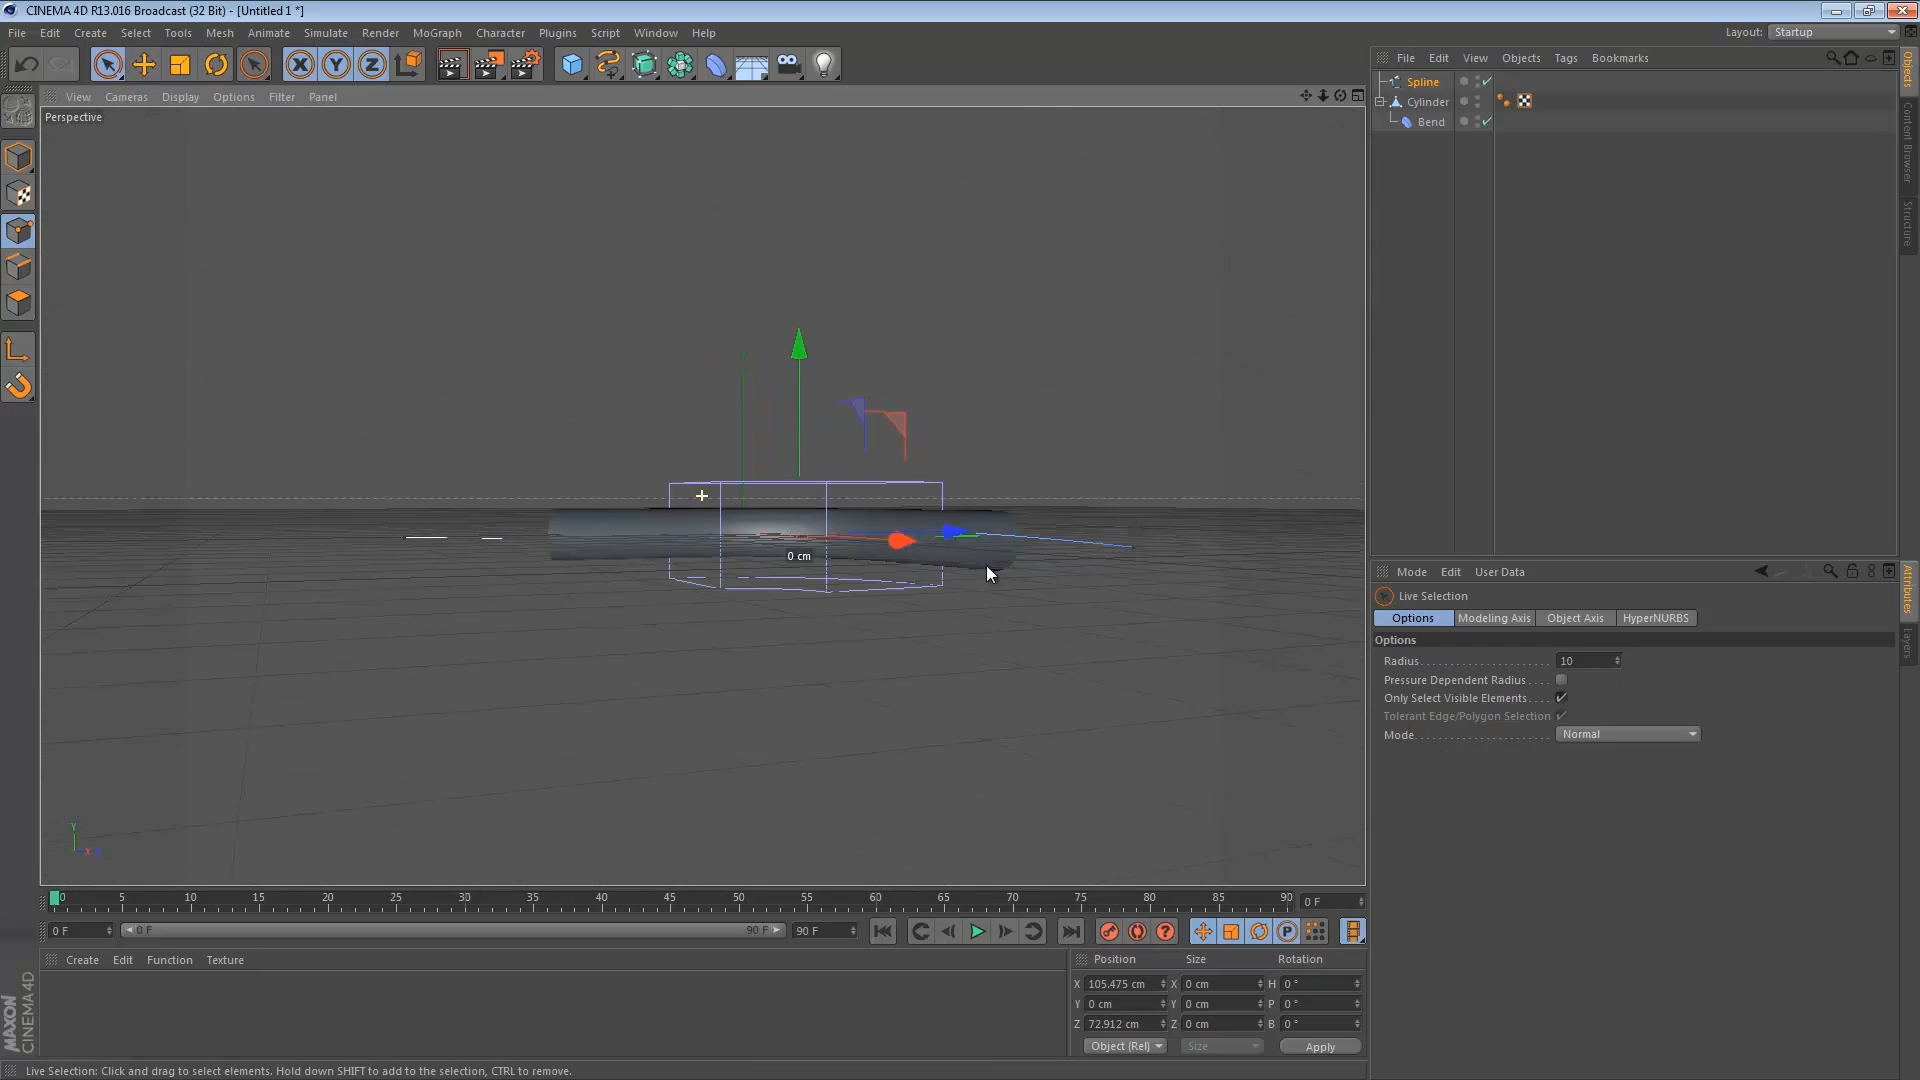 CINEMA 4D R13.016 Broadcast (32 Bit) - [Untitled 1 *]
File Edit Create Select Tools Mesh Animate Simulate Render MoGraph Character Plugins Script Window Help
Layout: Startup
X Y Z
File Edit View Objects Tags Bookmarks
View Cameras Display Options Filter Panel
Perspective
Spline
Cylinder
Bend
Objects
Content Browser
Structure
0 cm
Mode Edit User Data
Live Selection
Options Modeling Axis Object Axis HyperNURBS
Options
Radius 10
Pressure Dependent Radius
Only Select Visible Elements
Tolerant Edge/Polygon Selection
Mode Normal
Attributes
Layers
Y
X
0 5 10 15 20 25 30 35 40 45 50 55 60 65 70 75 80 85 90 0 F
0 F 0 F 90 F 90 F
? P
Create Edit Function Texture
Position Size Rotation
X 105.475 cm X 0 cm H 0 °
Y 0 cm Y 0 cm P 0 °
Z 72.912 cm Z 0 cm B 0 °
Object (Rel) Size Apply
MAXON
CINEMA 4D
Live Selection: Click and drag to select elements. Hold down SHIFT to add to the selection, CTRL to remove.